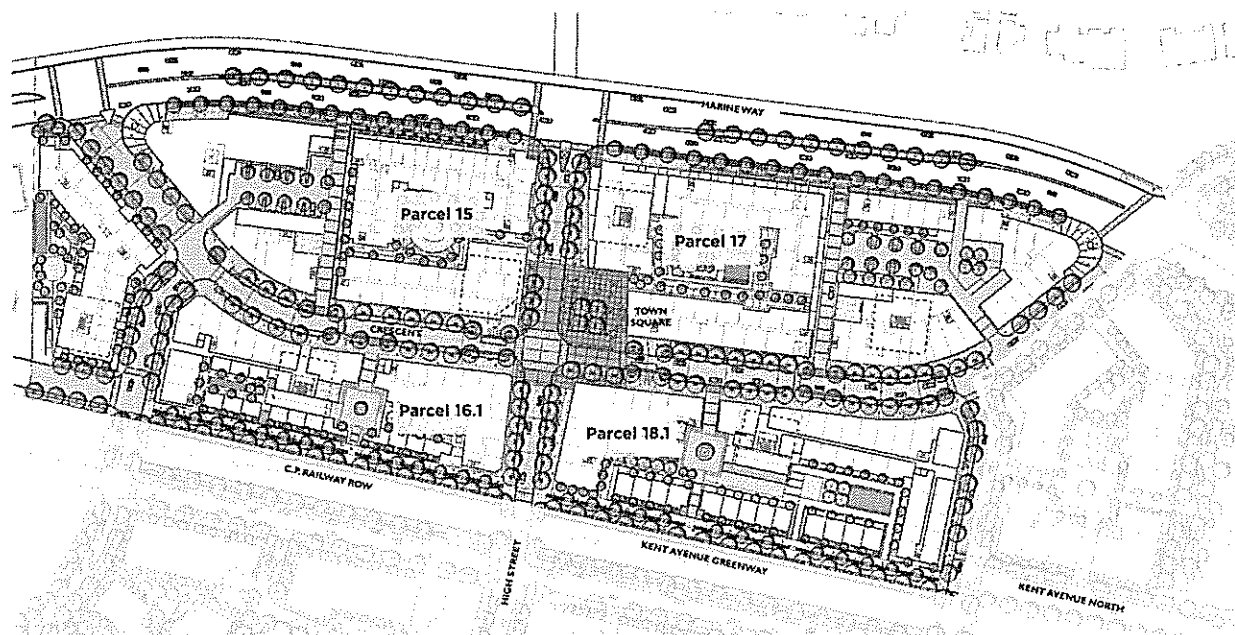 MARINE WAY
Parcel 15
Parcel 17
TOWN
SQUARE
CRESCENT
Parcel 16.1
Parcel 18.1
C.P. RAILWAY ROW
HIGH STREET
KENT AVENUE GREENWAY
KENT AVENUE NORTH